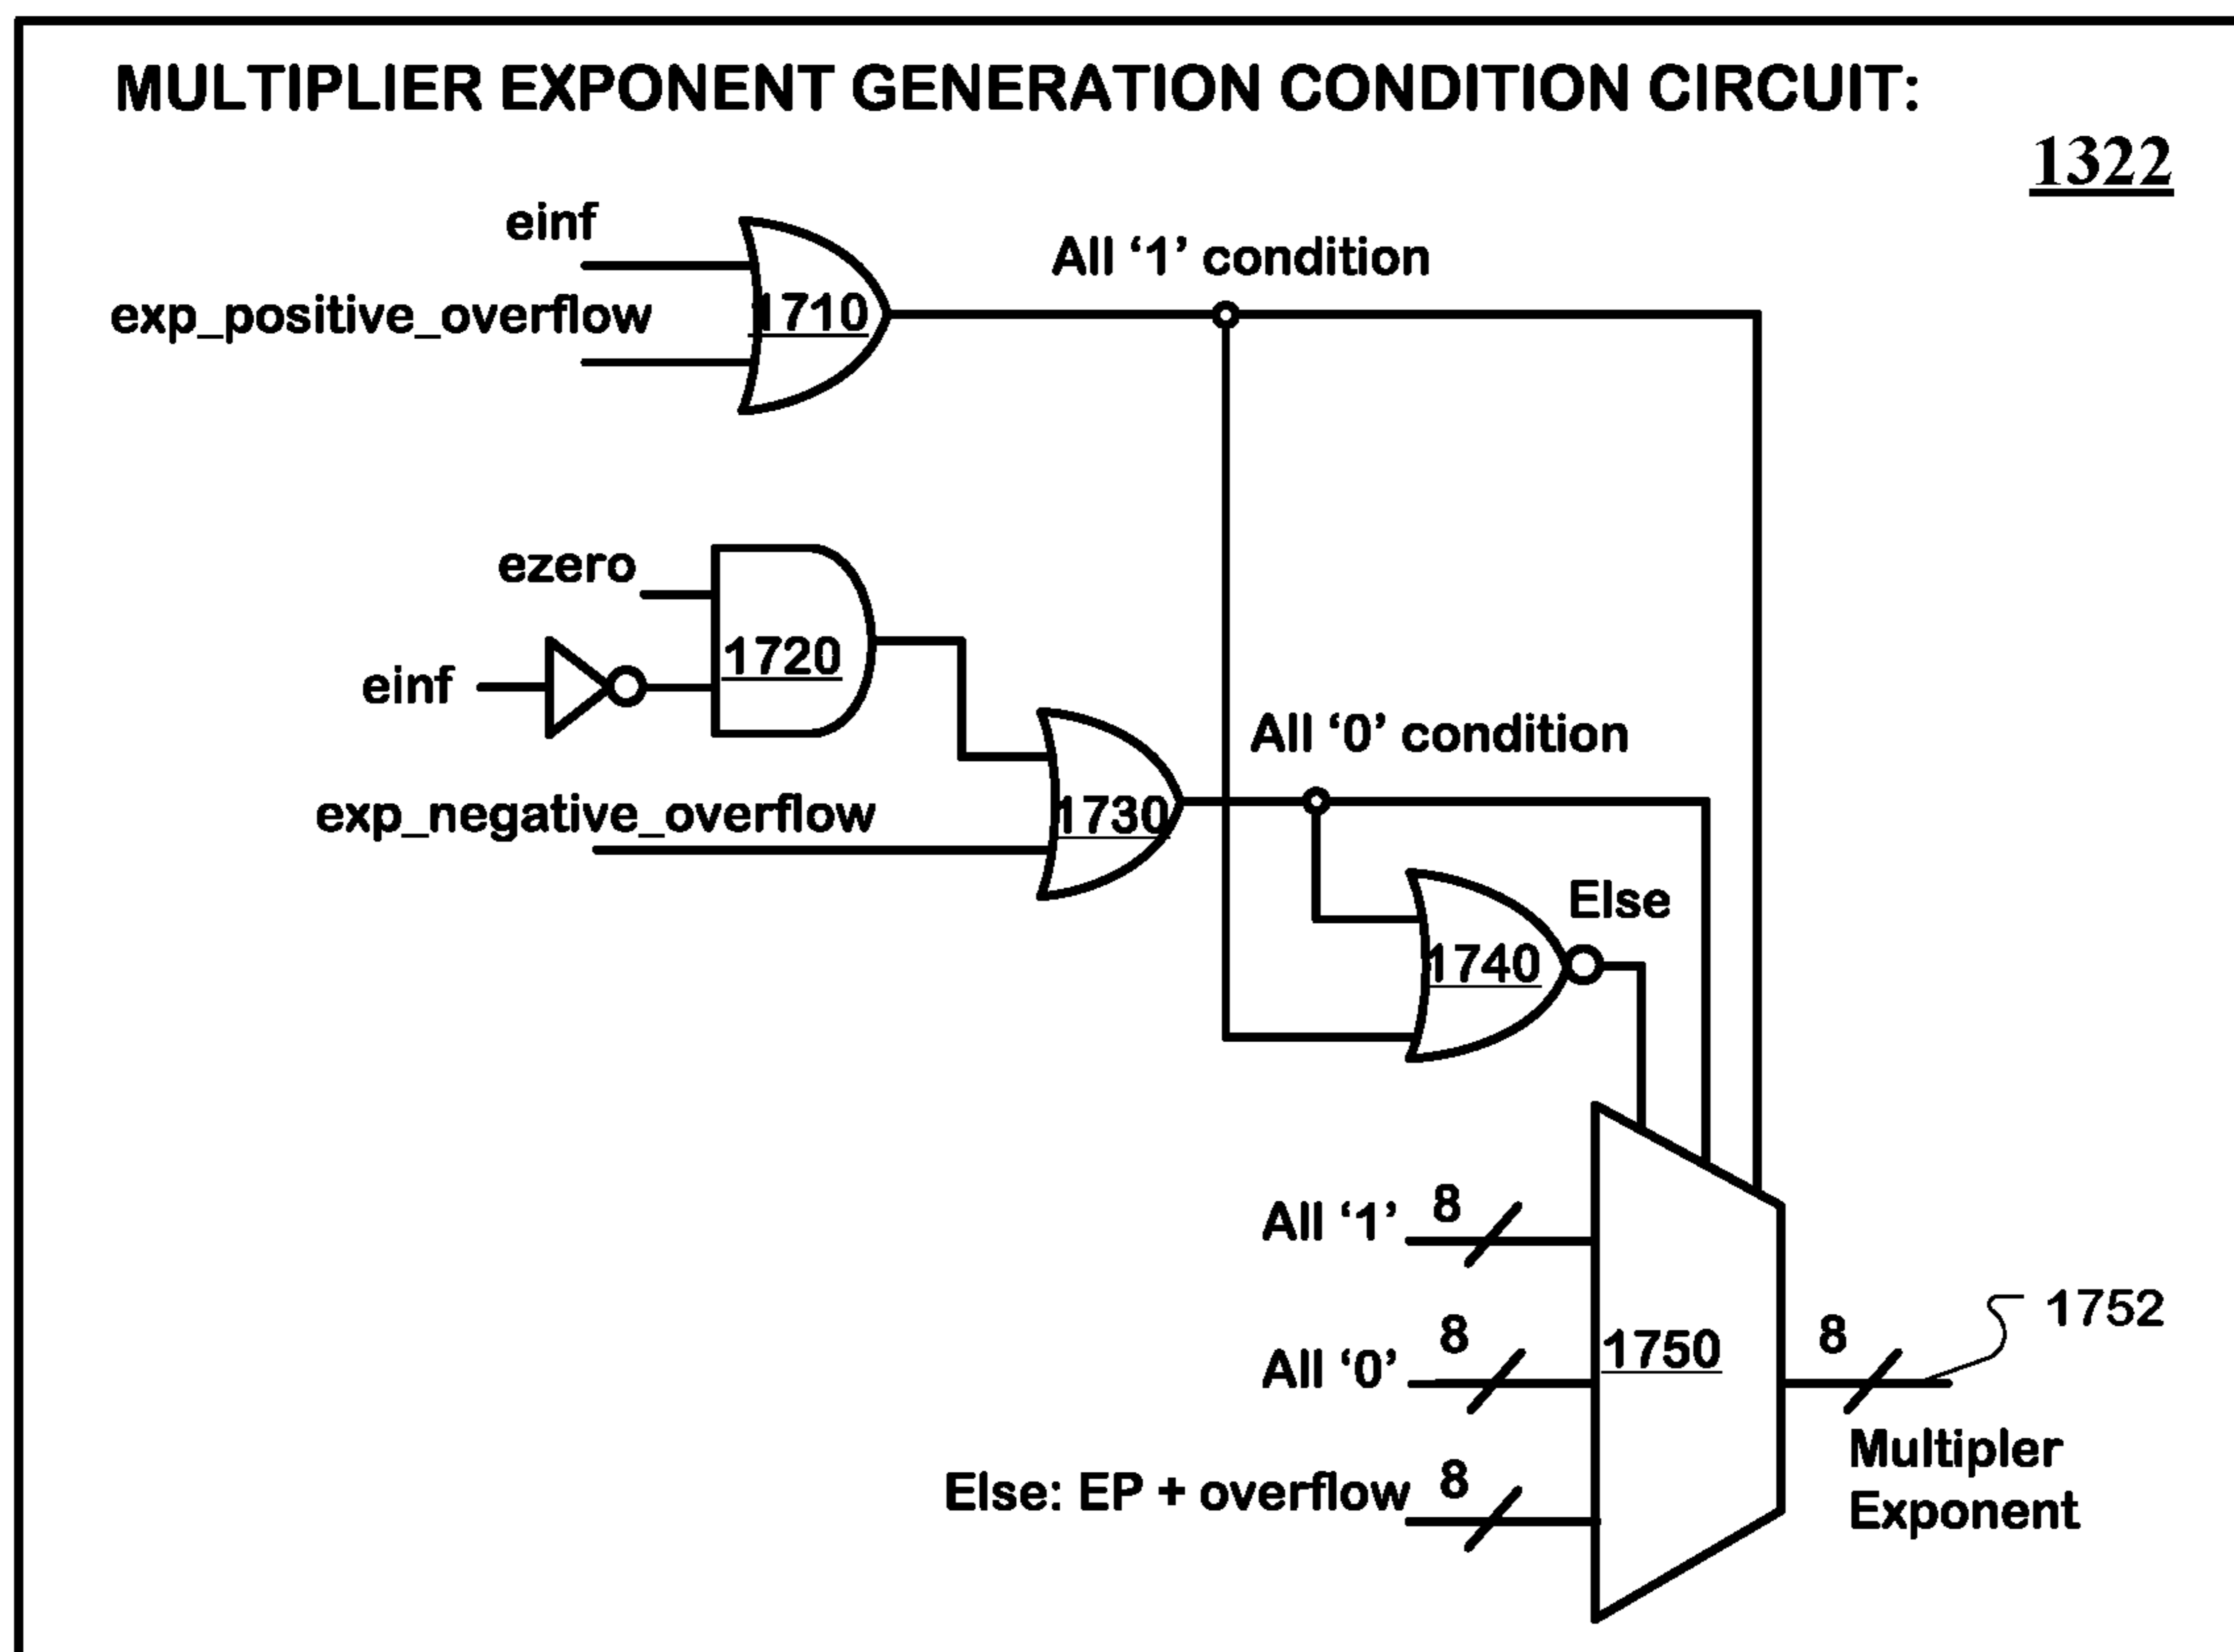 MULTIPLIER EXPONENT GENERATION CONDITION CIRCUIT:
1322
einf
All ‘1’ condition
exp_positive_overflow
1710
ezero
1720
einf
All ‘0’ condition
exp_negative_overflow
1730
Else
1740
All ‘1’ 8
1752
All ‘0’ 8
1750
8
Else: EP + overflow 8
Multipler
Exponent